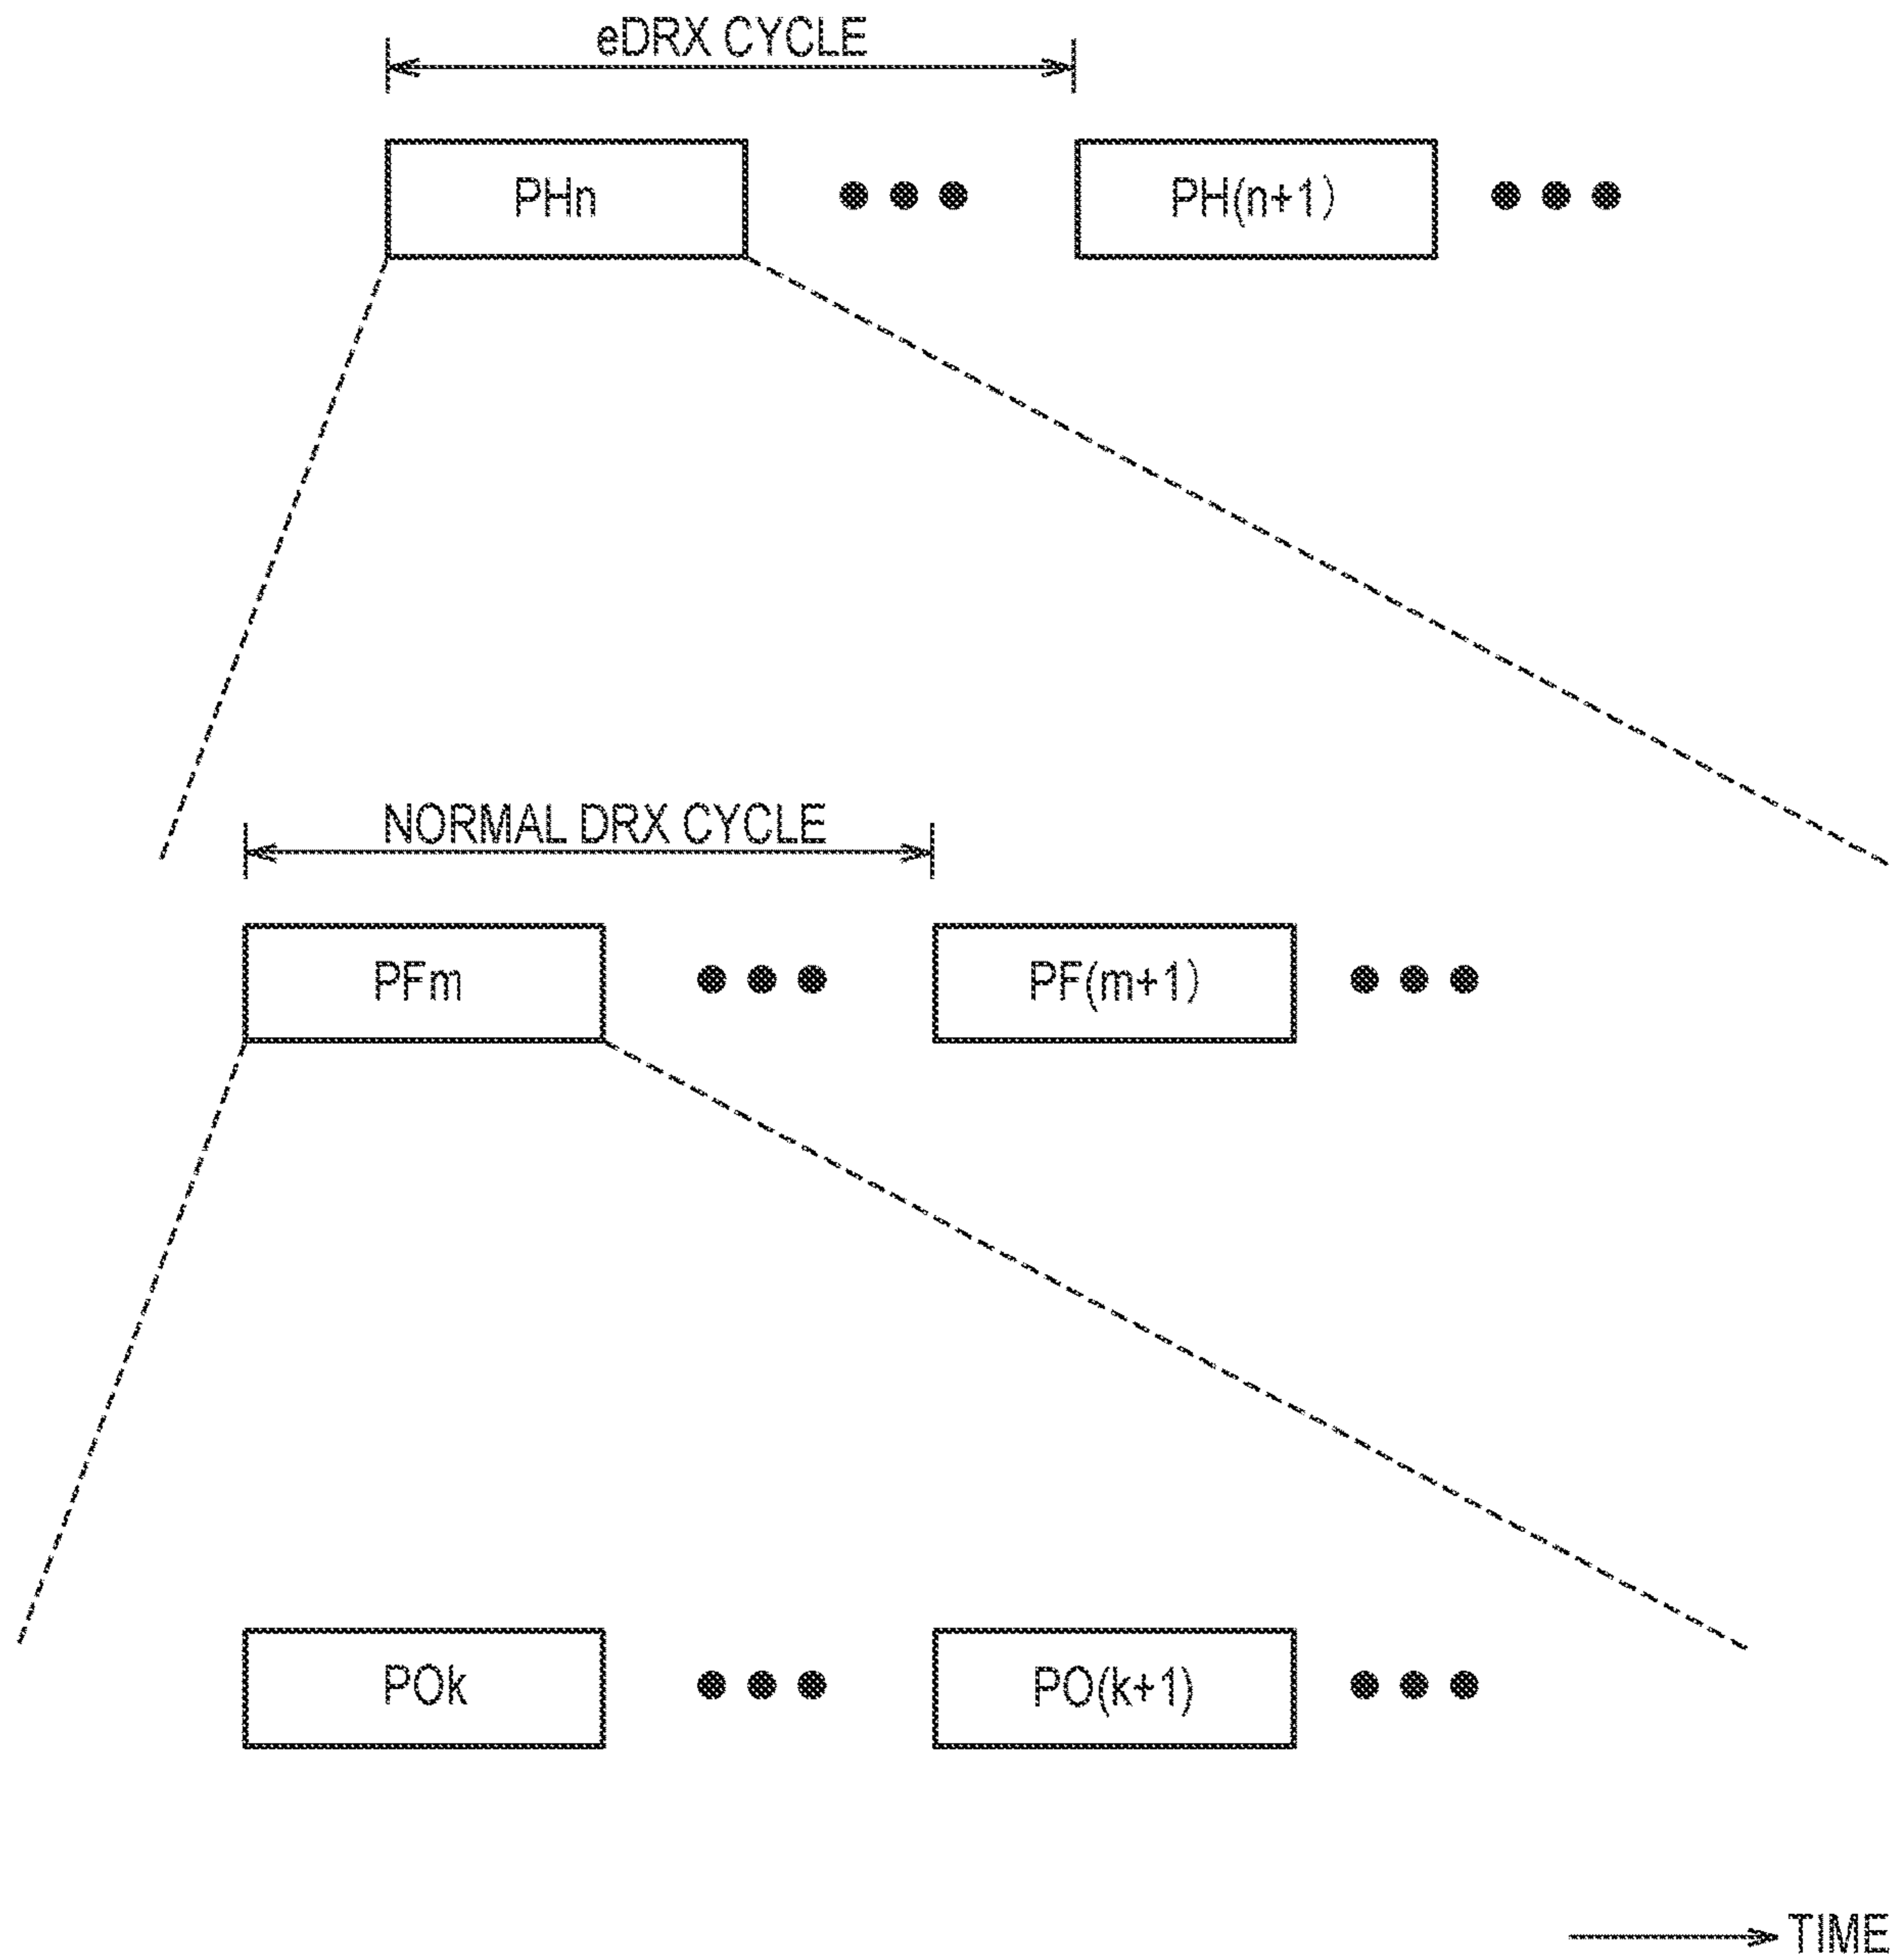 eDRX CYCLE
PHn
PH(n+1)
NORMAL DRX CYCLE
PFm
PF(m+1)
POk
PO(k+1)
TIME